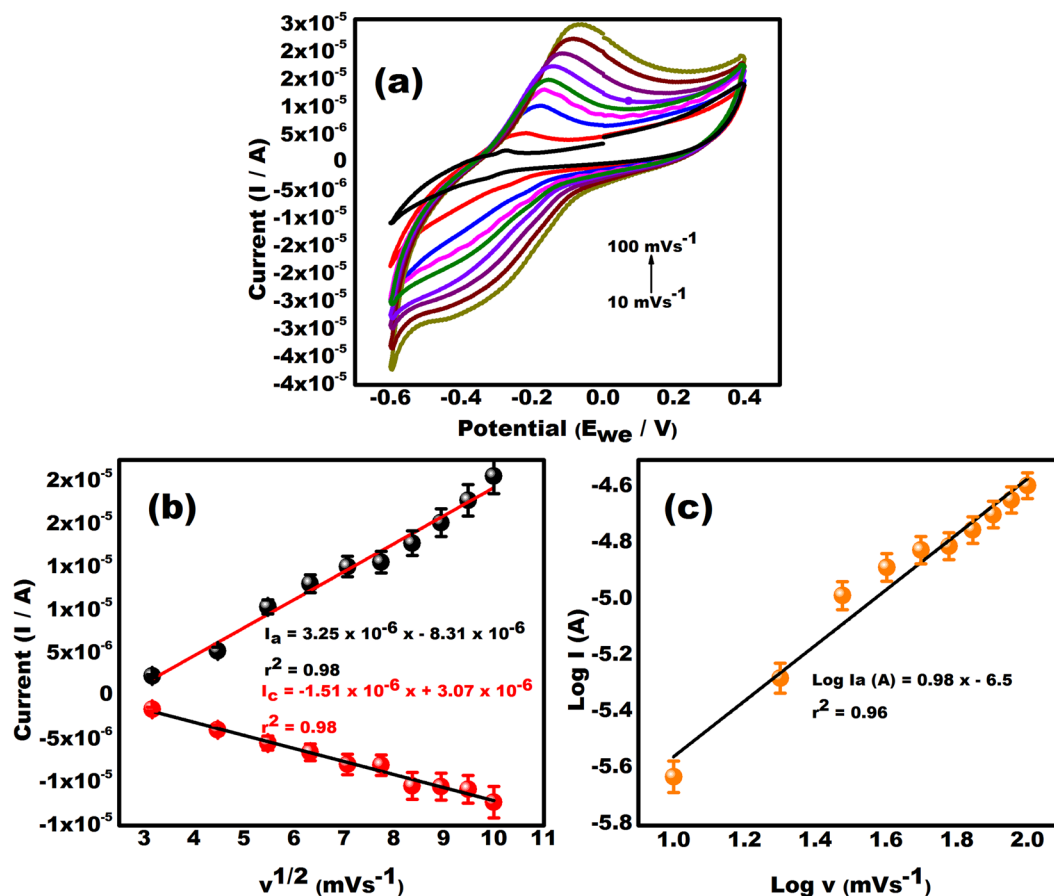 (a)
3x10⁻⁵
2x10⁻⁵
2x10⁻⁵
1x10⁻⁵
5x10⁻⁶
0
-5x10⁻⁶
-1x10⁻⁵
-2x10⁻⁵
-2x10⁻⁵
-3x10⁻⁵
-3x10⁻⁵
-4x10⁻⁵
-4x10⁻⁵
Current (I / A)
100 mVs⁻¹
10 mVs⁻¹
-0.6 -0.4 -0.2 0.0 0.2 0.4
Potential (E_we / V)
(b)
2x10⁻⁵
2x10⁻⁵
1x10⁻⁵
1x10⁻⁵
5x10⁻⁶
0
-5x10⁻⁶
-1x10⁻⁵
-1x10⁻⁵
Current (I / A)
I_a = 3.25 x 10⁻⁶ x - 8.31 x 10⁻⁶
r² = 0.98
I_c = -1.51 x 10⁻⁶ x + 3.07 x 10⁻⁶
r² = 0.98
3 4 5 6 7 8 9 10 11
v^1/2 (mVs⁻¹)
(c)
-4.6
-4.8
-5.0
-5.2
-5.4
-5.6
-5.8
Log I (A)
Log Ia (A) = 0.98 x - 6.5
r² = 0.96
1.0 1.2 1.4 1.6 1.8 2.0
Log v (mVs⁻¹)